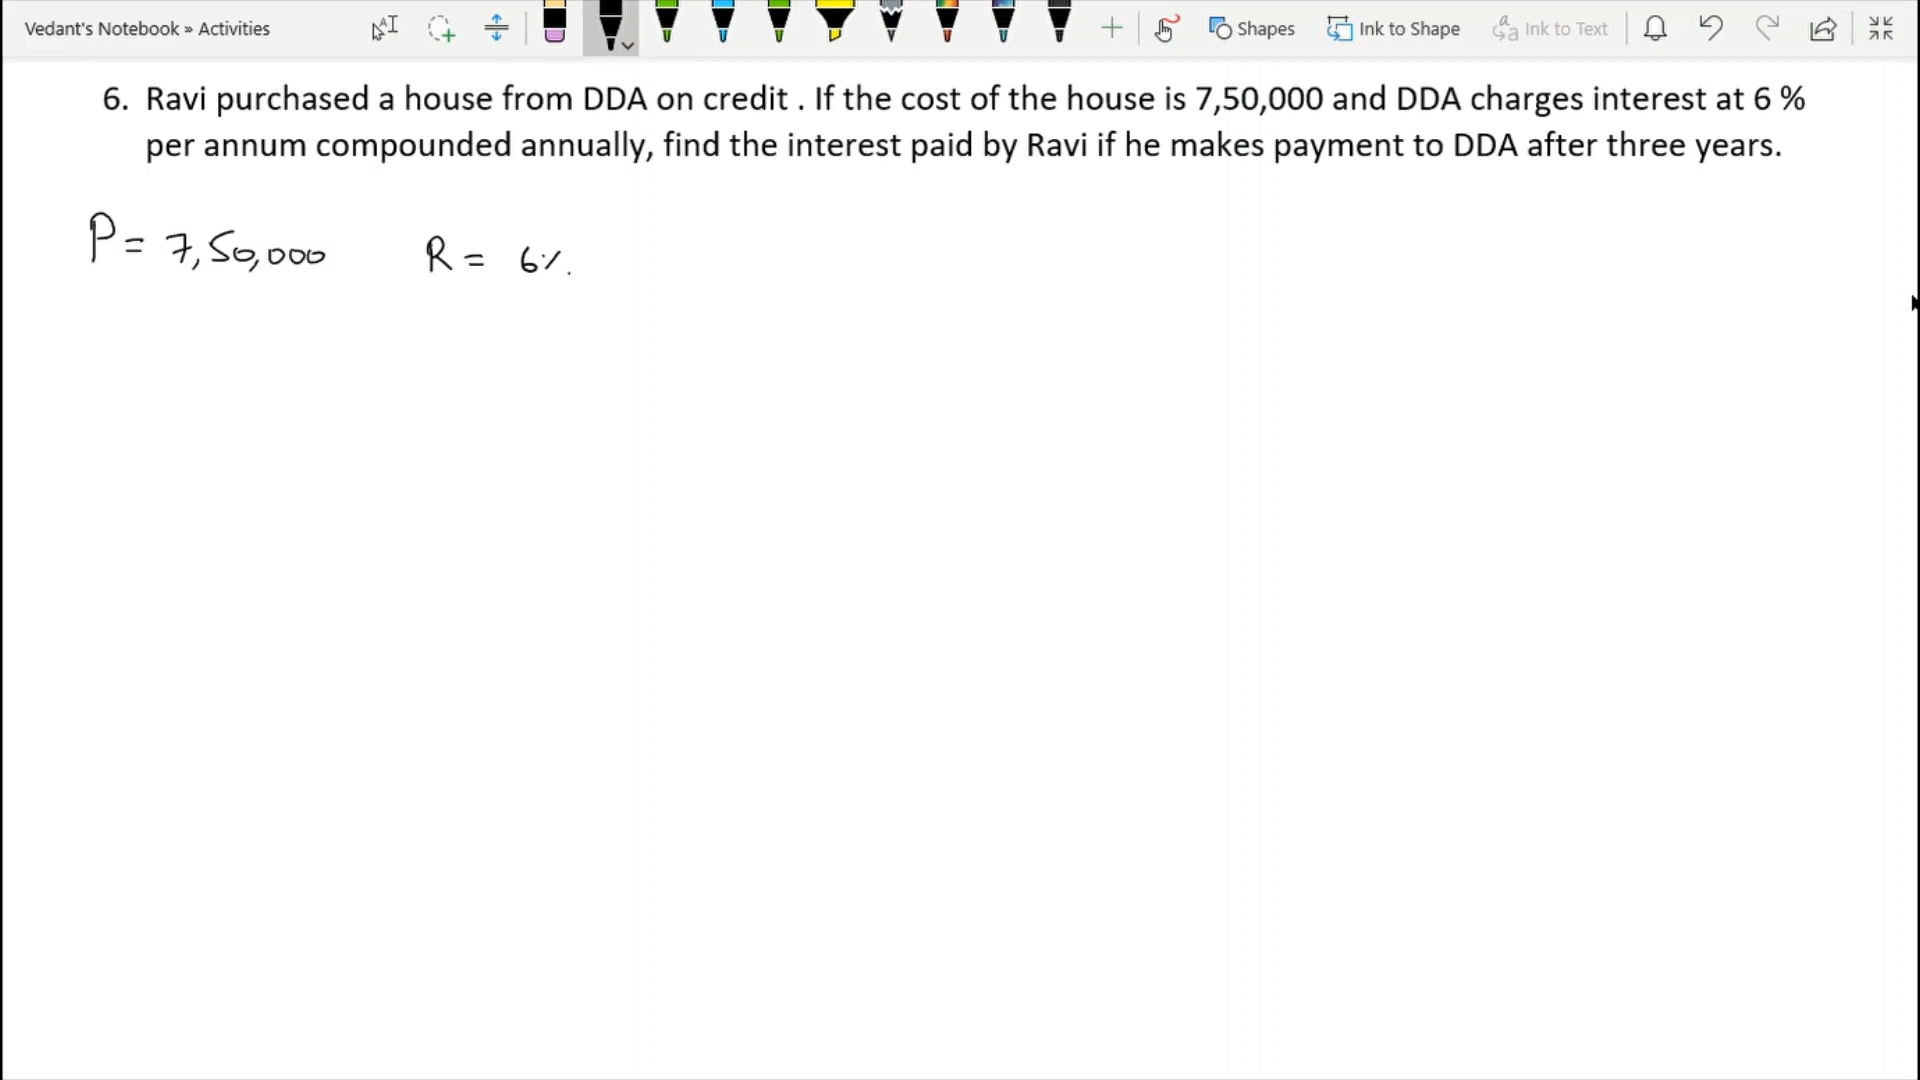 Vedant's Notebook » Activities Shapes Ink to Shape Ink to Text
6. Ravi purchased a house from DDA on credit . If the cost of the house is 7,50,000 and DDA charges interest at 6 %
per annum compounded annually, find the interest paid by Ravi if he makes payment to DDA after three years.
P = 7,50,000 R = 6%.